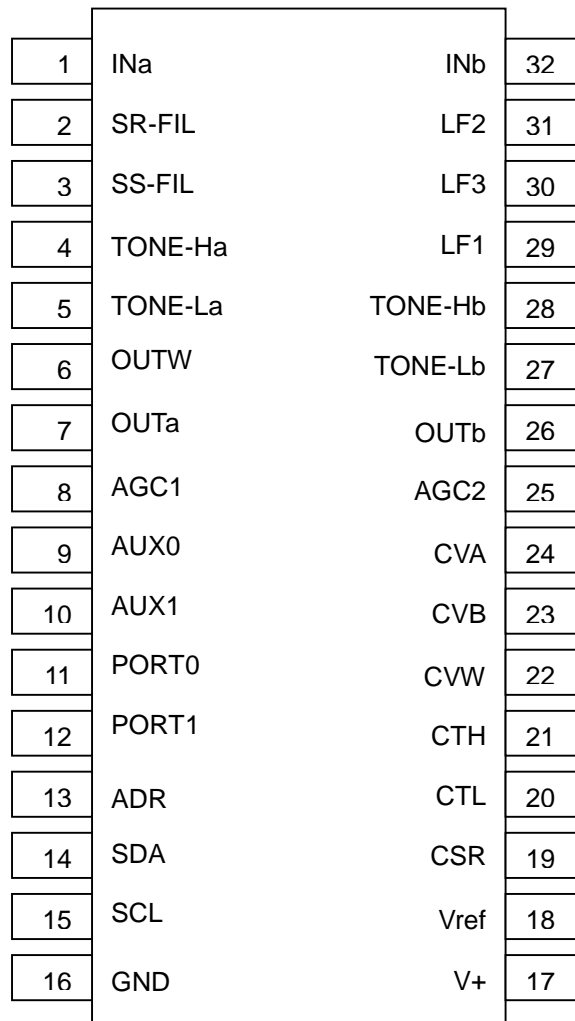 1 INa INb 32
2 SR-FIL LF2 31
3 SS-FIL LF3 30
4 TONE-Ha LF1 29
5 TONE-La TONE-Hb 28
6 OUTW TONE-Lb 27
7 OUTa OUTb 26
8 AGC1 AGC2 25
9 AUX0 CVA 24
10 AUX1 CVB 23
11 PORT0 CVW 22
12 PORT1 CTH 21
13 ADR CTL 20
14 SDA CSR 19
15 SCL Vref 18
16 GND V+ 17